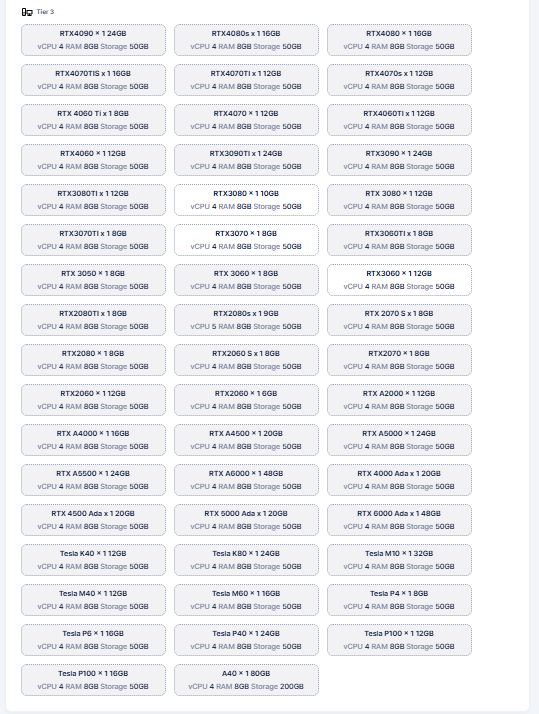 Tier 3
RTX4090 × 1 24GB
vCPU 4 RAM 8GB Storage 50GB
RTX4080s x 1 16GB
vCPU 4 RAM 8GB Storage 50GB
RTX4080 × 1 16GB
vCPU 4 RAM 8GB Storage 50GB
RTX4070TIS x 1 16GB
vCPU 4 RAM 8GB Storage 50GB
RTX4070TI x 1 12GB
vCPU 4 RAM 8GB Storage 50GB
RTX4070s x 1 12GB
vCPU 4 RAM 8GB Storage 50GB
RTX 4060 Ti x 1 8GB
vCPU 4 RAM 8GB Storage 50GB
RTX4070 × 1 12GB
vCPU 4 RAM 8GB Storage 50GB
RTX4060TI x 1 12GB
vCPU 4 RAM 8GB Storage 50GB
RTX4060 × 1 12GB
vCPU 4 RAM 8GB Storage 50GB
RTX3090TI x 1 24GB
vCPU 4 RAM 8GB Storage 50GB
RTX3090 × 1 24GB
vCPU 4 RAM 8GB Storage 50GB
RTX3080TI x 1 12GB
vCPU 4 RAM 8GB Storage 50GB
RTX3080 × 1 10GB
vCPU 4 RAM 8GB Storage 50GB
RTX 3080 × 1 12GB
vCPU 4 RAM 8GB Storage 50GB
RTX3070TI x 1 8GB
vCPU 4 RAM 8GB Storage 50GB
RTX3070 × 1 8GB
vCPU 4 RAM 8GB Storage 50GB
RTX3060TI x 1 8GB
vCPU 4 RAM 8GB Storage 50GB
RTX 3050 × 1 8GB
vCPU 4 RAM 8GB Storage 50GB
RTX 3060 × 1 8GB
vCPU 4 RAM 8GB Storage 50GB
RTX3060 × 1 12GB
vCPU 4 RAM 8GB Storage 50GB
RTX2080TI x 1 8GB
vCPU 4 RAM 8GB Storage 50GB
RTX2080s x 1 9GB
vCPU 5 RAM 8GB Storage 50GB
RTX 2070 S x 1 8GB
vCPU 4 RAM 8GB Storage 50GB
RTX2080 × 1 8GB
vCPU 4 RAM 8GB Storage 50GB
RTX2060 S x 1 8GB
vCPU 4 RAM 8GB Storage 50GB
RTX2070 × 1 8GB
vCPU 4 RAM 8GB Storage 50GB
RTX2060 × 1 12GB
vCPU 4 RAM 8GB Storage 50GB
RTX2060 × 1 6GB
vCPU 4 RAM 8GB Storage 50GB
RTX A2000 × 1 12GB
vCPU 4 RAM 8GB Storage 50GB
RTX A4000 × 1 16GB
vCPU 4 RAM 8GB Storage 50GB
RTX A4500 × 1 20GB
vCPU 4 RAM 8GB Storage 50GB
RTX A5000 × 1 24GB
vCPU 4 RAM 8GB Storage 50GB
RTX A5500 × 1 24GB
vCPU 4 RAM 8GB Storage 50GB
RTX A6000 × 1 48GB
vCPU 4 RAM 8GB Storage 50GB
RTX 4000 Ada x 1 20GB
vCPU 4 RAM 8GB Storage 50GB
RTX 4500 Ada x 1 20GB
vCPU 4 RAM 8GB Storage 50GB
RTX 5000 Ada x 1 20GB
vCPU 4 RAM 8GB Storage 50GB
RTX 6000 Ada x 1 48GB
vCPU 4 RAM 8GB Storage 50GB
Tesla K40 × 1 12GB
vCPU 4 RAM 8GB Storage 50GB
Tesla K80 × 1 24GB
vCPU 4 RAM 8GB Storage 50GB
Tesla M10 × 1 32GB
vCPU 4 RAM 8GB Storage 50GB
Tesla M40 × 1 12GB
vCPU 4 RAM 8GB Storage 50GB
Tesla M60 × 1 16GB
vCPU 4 RAM 8GB Storage 50GB
Tesla P4 × 1 8GB
vCPU 4 RAM 8GB Storage 50GB
Tesla P6 × 1 16GB
vCPU 4 RAM 8GB Storage 50GB
Tesla P40 × 1 24GB
vCPU 4 RAM 8GB Storage 50GB
Tesla P100 × 1 12GB
vCPU 4 RAM 8GB Storage 50GB
Tesla P100 × 1 16GB
vCPU 4 RAM 8GB Storage 50GB
A40 × 1 80GB
vCPU 4 RAM 8GB Storage 200GB